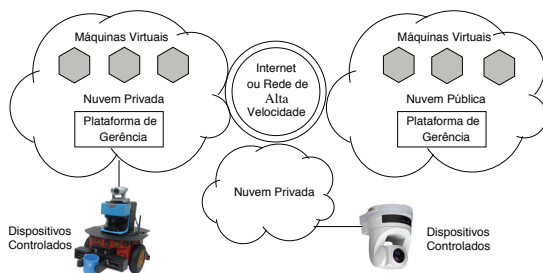 Máquinas Virtuais
Nuvem Privada
Plataforma de
Gerência
Internet
ou Rede de
Alta
Velocidade
Máquinas Virtuais
Nuvem Pública
Plataforma de
Gerência
Nuvem Privada
Dispositivos
Controlados
Dispositivos
Controlados